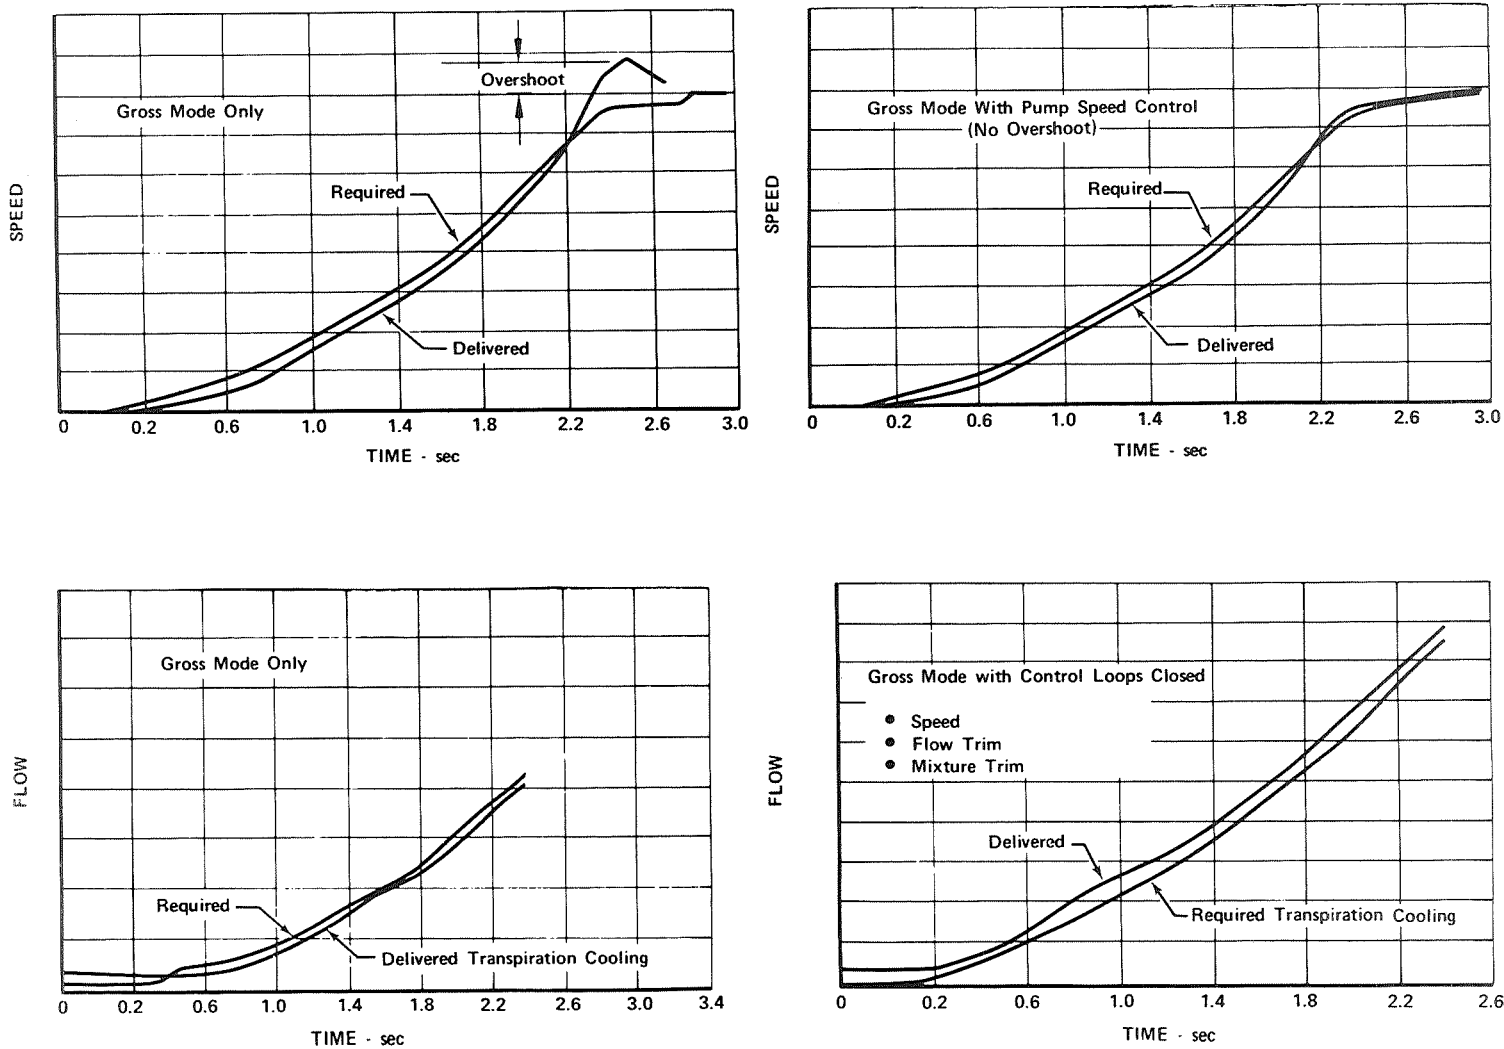 Gross Mode Only
Overshoot
Required
Delivered
SPEED
0 0.2 0.6 1.0 1.4 1.8 2.2 2.6 3.0
TIME - sec
Gross Mode With Pump Speed Control
(No Overshoot)
Required
Delivered
SPEED
0 0.2 0.6 1.0 1.4 1.8 2.2 2.6 3.0
TIME - sec
Gross Mode Only
Required
Delivered Transpiration Cooling
FLOW
0 0.2 0.6 1.0 1.4 1.8 2.2 2.6 3.0 3.4
TIME - sec
Gross Mode with Control Loops Closed
● Speed
● Flow Trim
● Mixture Trim
Delivered
Required Transpiration Cooling
FLOW
0 0.2 0.6 1.0 1.4 1.8 2.2 2.6
TIME - sec